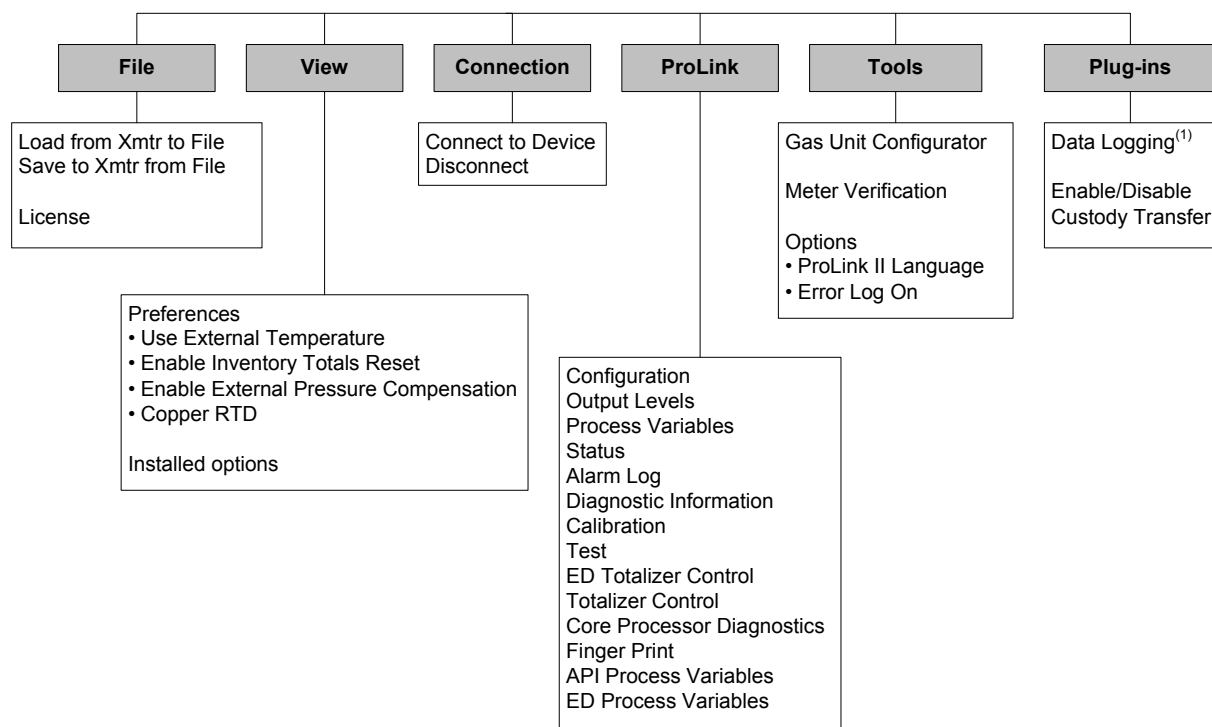 File
View
Connection
ProLink
Tools
Plug-ins
Load from Xmtr to File
Save to Xmtr from File
License
Connect to Device
Disconnect
Gas Unit Configurator
Meter Verification
Options
• ProLink II Language
• Error Log On
Data Logging(1)
Enable/Disable
Custody Transfer
Preferences
• Use External Temperature
• Enable Inventory Totals Reset
• Enable External Pressure Compensation
• Copper RTD
Installed options
Configuration
Output Levels
Process Variables
Status
Alarm Log
Diagnostic Information
Calibration
Test
ED Totalizer Control
Totalizer Control
Core Processor Diagnostics
Finger Print
API Process Variables
ED Process Variables